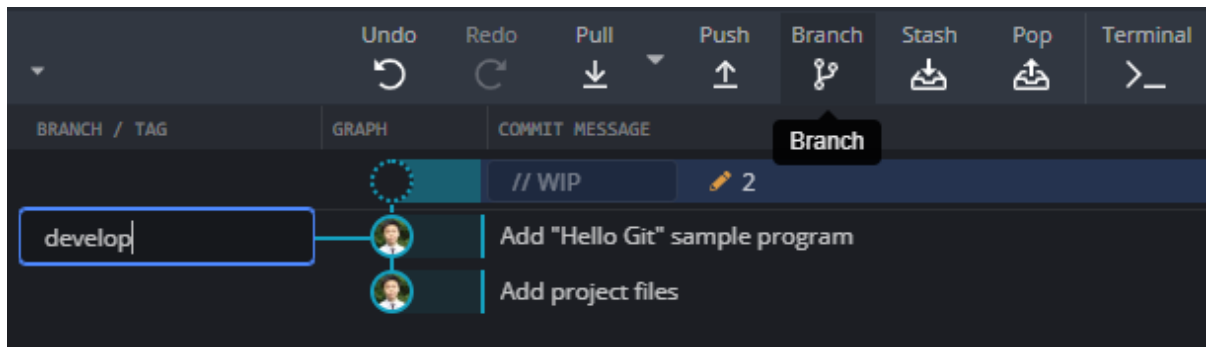 Undo Redo Pull Push Branch Stash Pop Terminal
BRANCH / TAG GRAPH COMMIT MESSAGE
Branch
// WIP 2
develop Add "Hello Git" sample program
Add project files